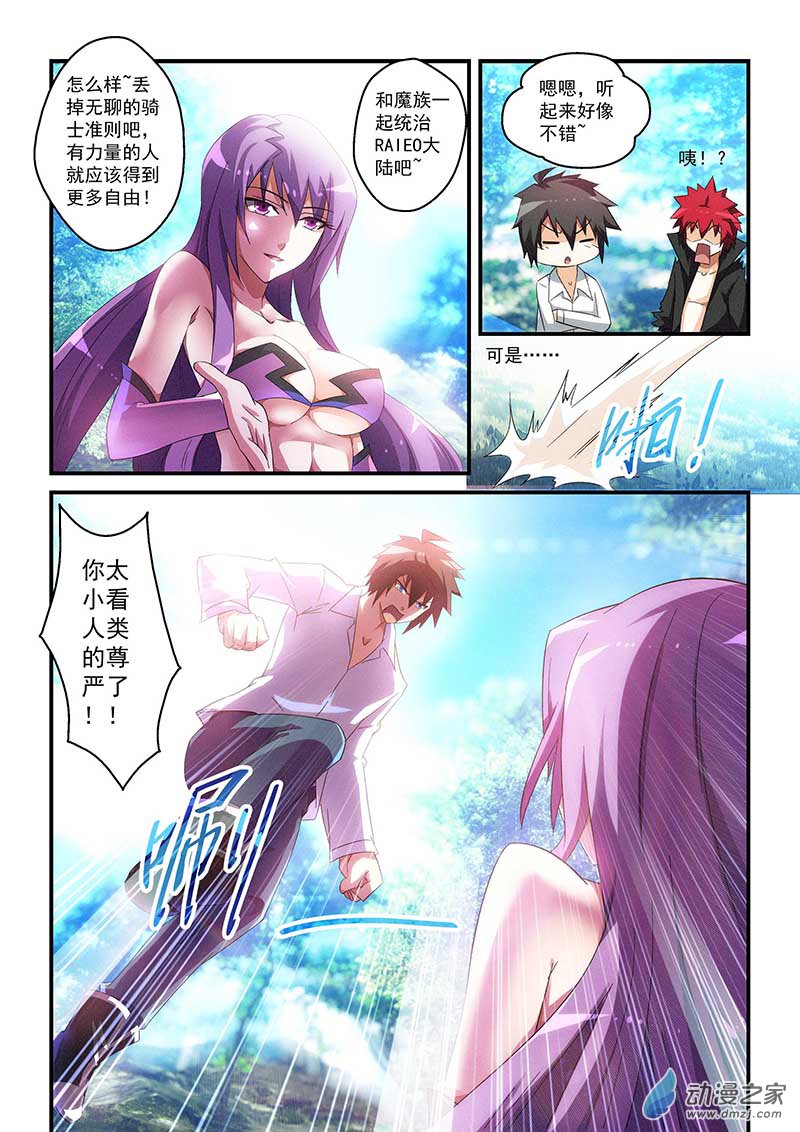 怎么样~丢
掉无聊的骑
士准则吧，
有力量的人
就应该得到
更多自由！
和魔族一
起统治
RAIEO大
陆吧~
嗯嗯，听
起来好像
不错~
咦！？
可是……
啪！
你小人的！
太看类尊严了！
唰
动漫之家
www.dmzj.com